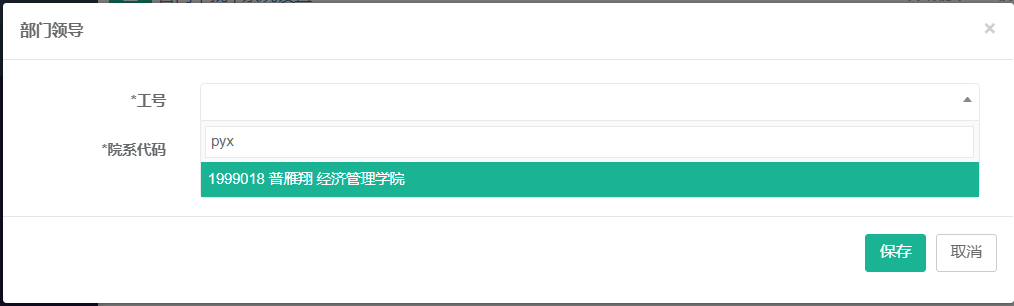 部门领导
×
*工号
pyx
*院系代码
1999018 普雁翔 经济管理学院
保存 取消